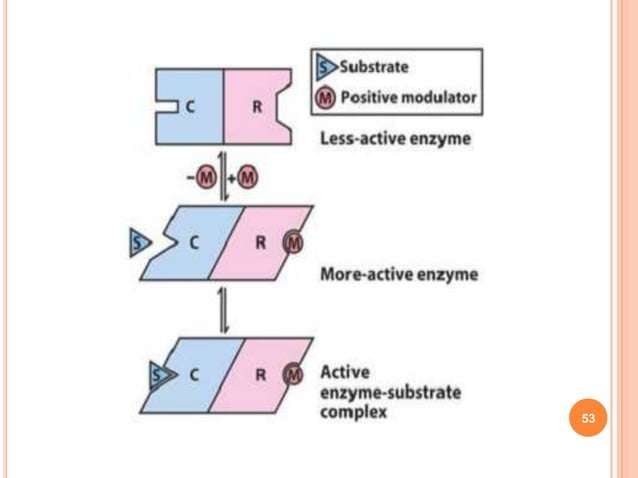 S Substrate
M Positive modulator
C R
Less-active enzyme
-M +M
S C R M
More-active enzyme
S C R M
Active
enzyme-substrate
complex
53